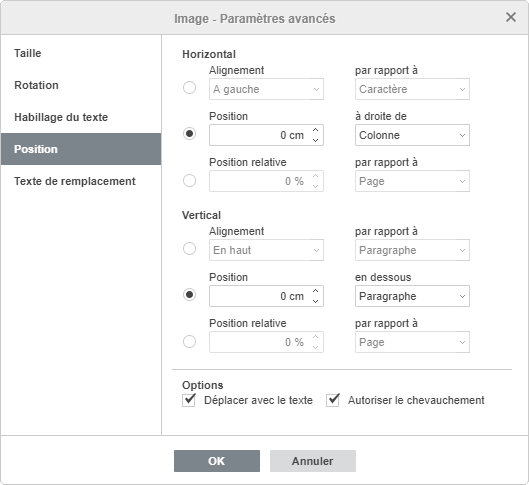 Image - Paramètres avancés
Taille
Rotation
Habillage du texte
Position
Texte de remplacement
Horizontal
Alignement par rapport à
A gauche Caractère
Position à droite de
0 cm Colonne
Position relative par rapport à
0 % Page
Vertical
Alignement par rapport à
En haut Paragraphe
Position en dessous
0 cm Paragraphe
Position relative par rapport à
0 % Page
Options
Déplacer avec le texte Autoriser le chevauchement
OK Annuler